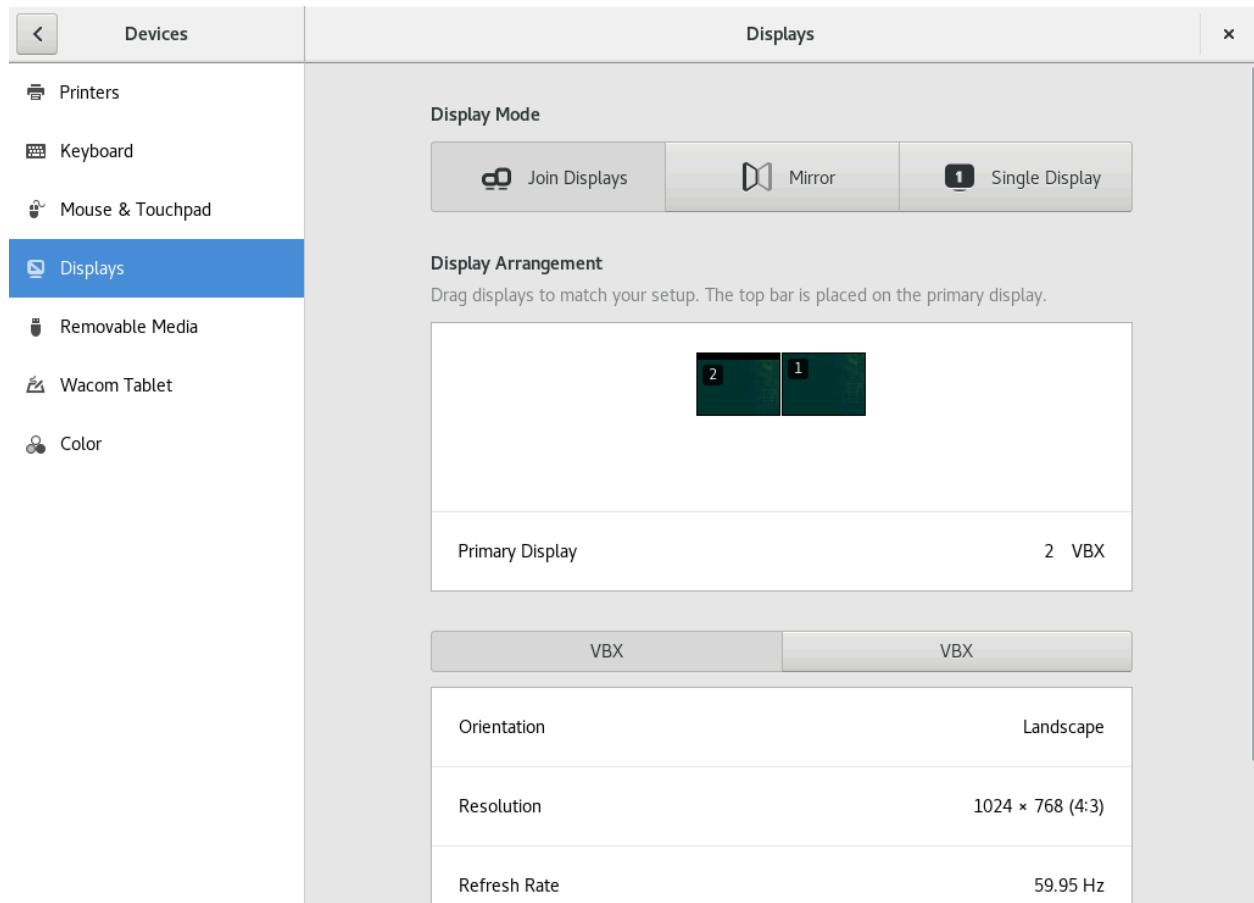 Devices
Displays
Printers
Keyboard
Mouse & Touchpad
Displays
Removable Media
Wacom Tablet
Color
Display Mode
Join Displays
Mirror
1 Single Display
Display Arrangement
Drag displays to match your setup. The top bar is placed on the primary display.
2 1
Primary Display 2 VBX
VBX VBX
Orientation Landscape
Resolution 1024 × 768 (4:3)
Refresh Rate 59.95 Hz